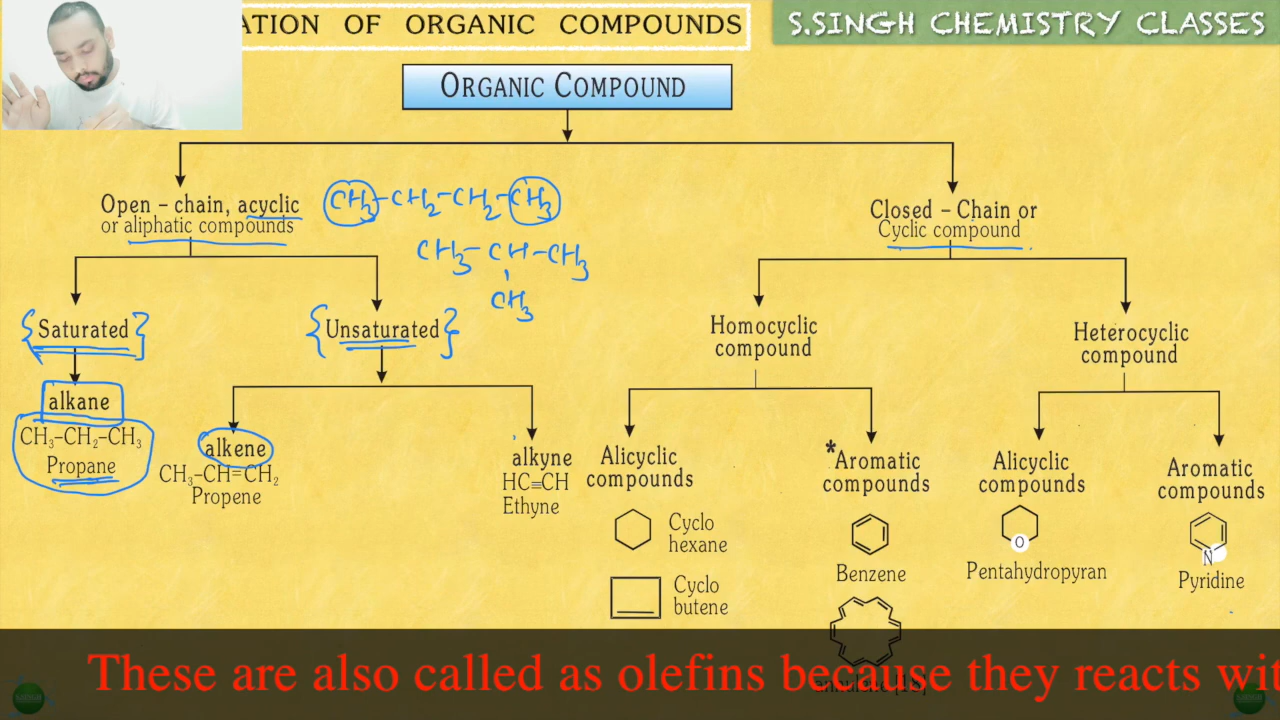 ATION OF ORGANIC COMPOUNDS
S.SINGH CHEMISTRY CLASSES
ORGANIC COMPOUND
Open – chain, acyclic
or aliphatic compounds
CH₃-CH₂-CH₂-CH₃
CH₃-CH-CH₃
CH₃
Closed – Chain or
Cyclic compound
{Saturated}
{Unsaturated}
Homocyclic
compound
Heterocyclic
compound
alkane
CH₃–CH₂–CH₃
Propane
alkene
CH₃–CH=CH₂
Propene
alkyne
HC≡CH
Ethyne
Alicyclic
compounds
Cyclo
hexane
Cyclo
butene
*Aromatic
compounds
Benzene
Alicyclic
compounds
O
Pentahydropyran
Aromatic
compounds
N
Pyridine
These are also called as olefins because they reacts wit
annulene [18]